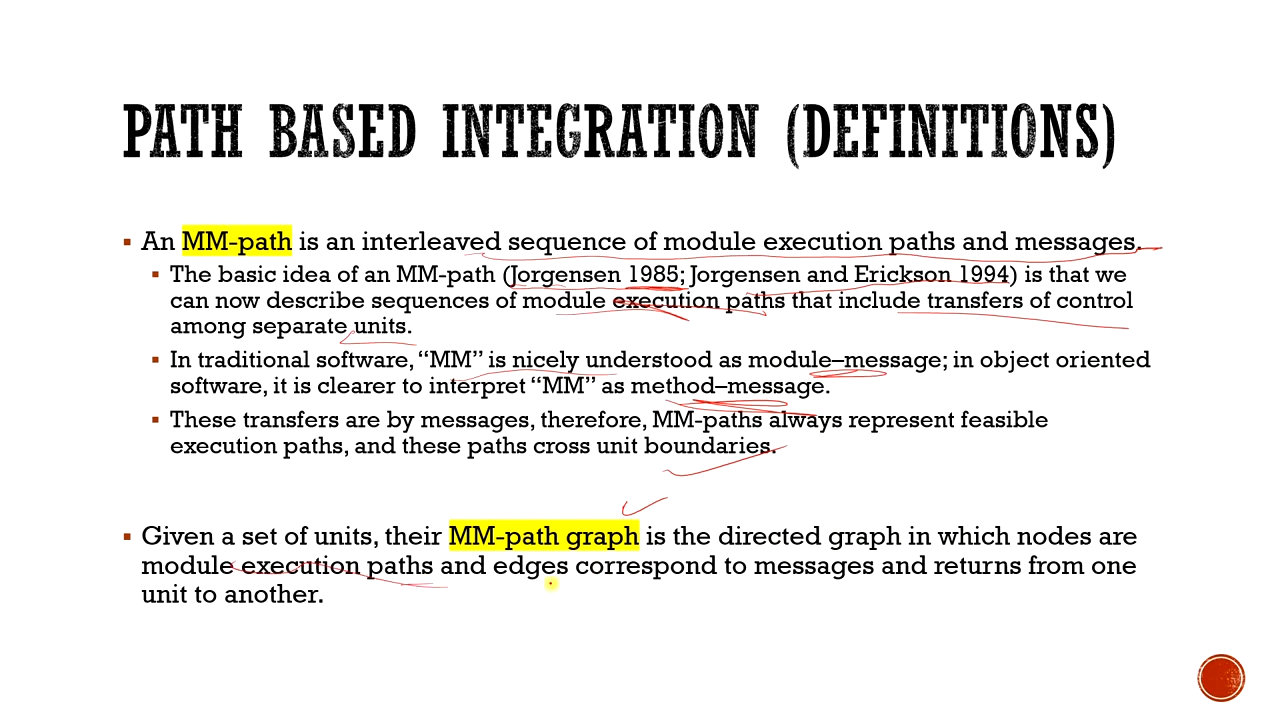 PATH BASED INTEGRATION (DEFINITIONS)
An MM-path is an interleaved sequence of module execution paths and messages.
The basic idea of an MM-path (Jorgensen 1985; Jorgensen and Erickson 1994) is that we
can now describe sequences of module execution paths that include transfers of control
among separate units.
In traditional software, “MM” is nicely understood as module–message; in object oriented
software, it is clearer to interpret “MM” as method–message.
These transfers are by messages, therefore, MM-paths always represent feasible
execution paths, and these paths cross unit boundaries.
Given a set of units, their MM-path graph is the directed graph in which nodes are
module execution paths and edges correspond to messages and returns from one
unit to another.